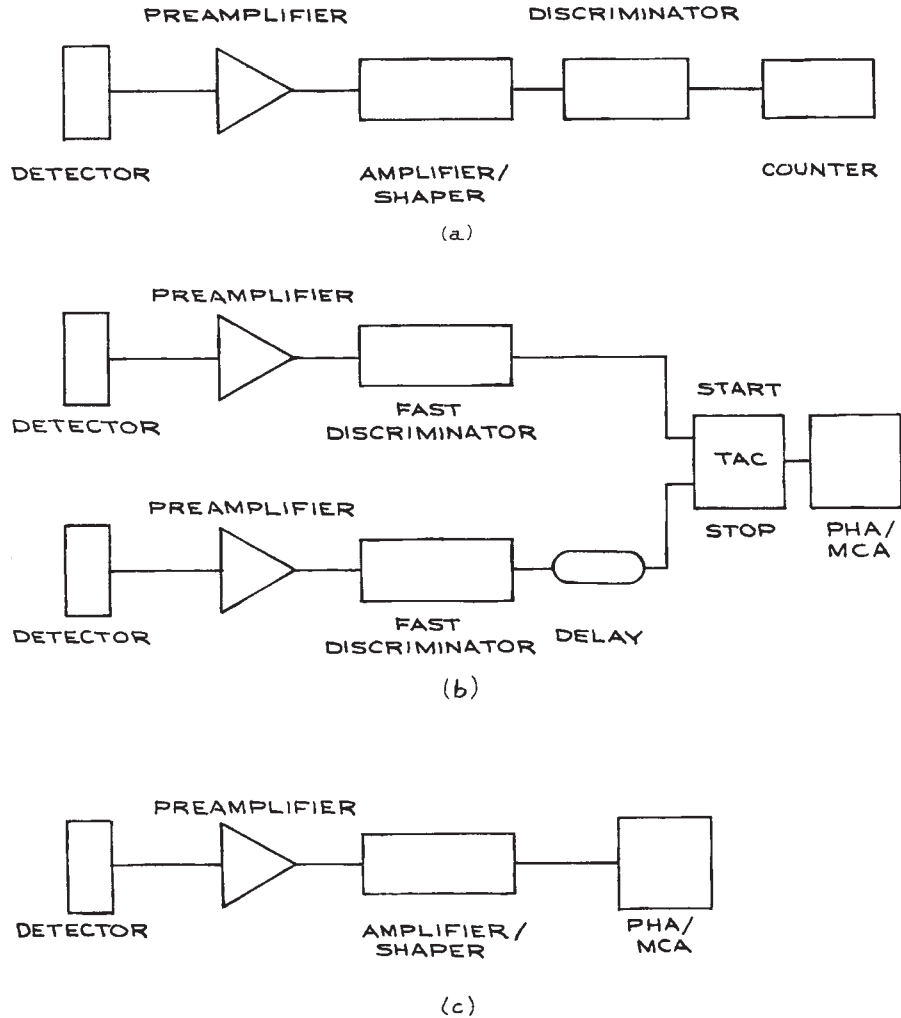 PREAMPLIFIER
DISCRIMINATOR
DETECTOR
AMPLIFIER/
SHAPER
COUNTER
(a)
PREAMPLIFIER
DETECTOR
FAST
DISCRIMINATOR
START
TAC
STOP
PHA/
MCA
PREAMPLIFIER
DETECTOR
FAST
DISCRIMINATOR
DELAY
(b)
PREAMPLIFIER
DETECTOR
AMPLIFIER/
SHAPER
PHA/
MCA
(c)